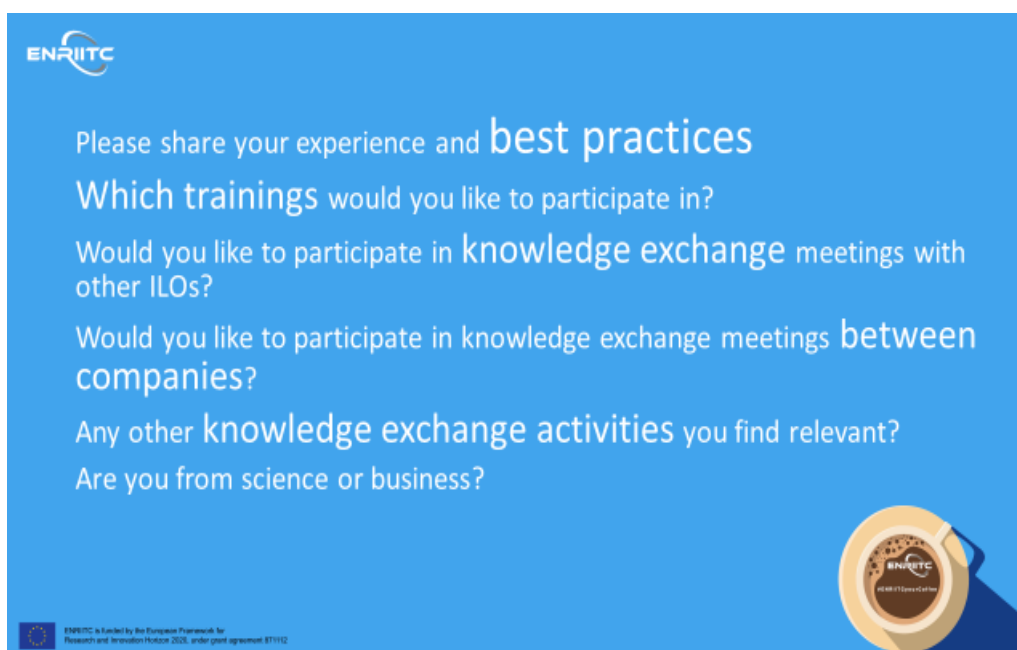 ENRIITC
Please share your experience and best practices
Which trainings would you like to participate in?
Would you like to participate in knowledge exchange meetings with
other ILOs?
Would you like to participate in knowledge exchange meetings between
companies?
Any other knowledge exchange activities you find relevant?
Are you from science or business?
ENRIITC
#ENRIITCyourCoffee
ENRIITC is funded by the European Framework for
Research and Innovation Horizon 2020, under grant agreement 871112